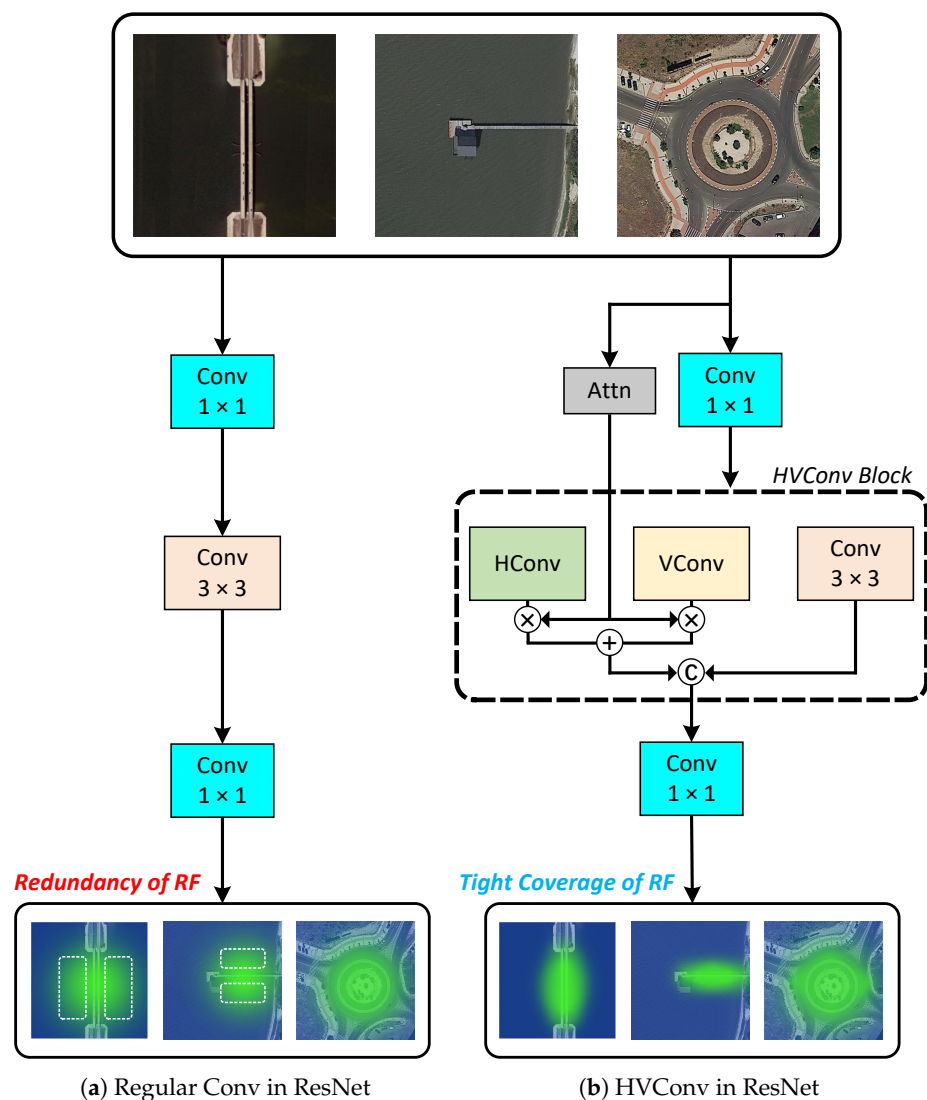 Conv
1 × 1
Conv
3 × 3
Conv
1 × 1
Redundancy of RF
(a) Regular Conv in ResNet
Attn
Conv
1 × 1
HVConv Block
HConv
VConv
Conv
3 × 3
×
×
+
C
Conv
1 × 1
Tight Coverage of RF
(b) HVConv in ResNet